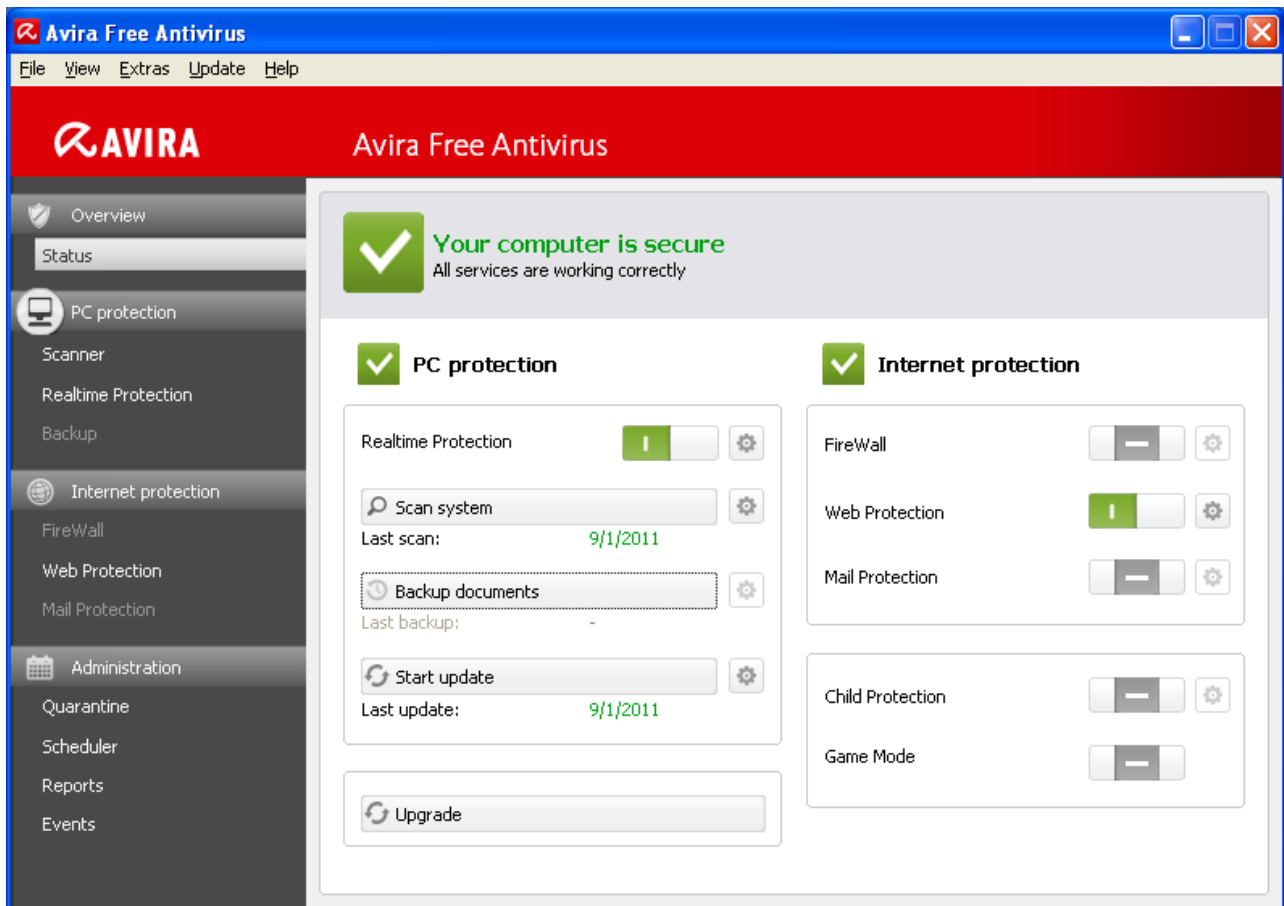 Avira Free Antivirus
File View Extras Update Help
AVIRA
Avira Free Antivirus
Overview
Status
PC protection
Scanner
Realtime Protection
Backup
Internet protection
FireWall
Web Protection
Mail Protection
Administration
Quarantine
Scheduler
Reports
Events
Your computer is secure
All services are working correctly
PC protection
Realtime Protection
Scan system
Last scan: 9/1/2011
Backup documents
Last backup: -
Start update
Last update: 9/1/2011
Upgrade
Internet protection
FireWall
Web Protection
Mail Protection
Child Protection
Game Mode